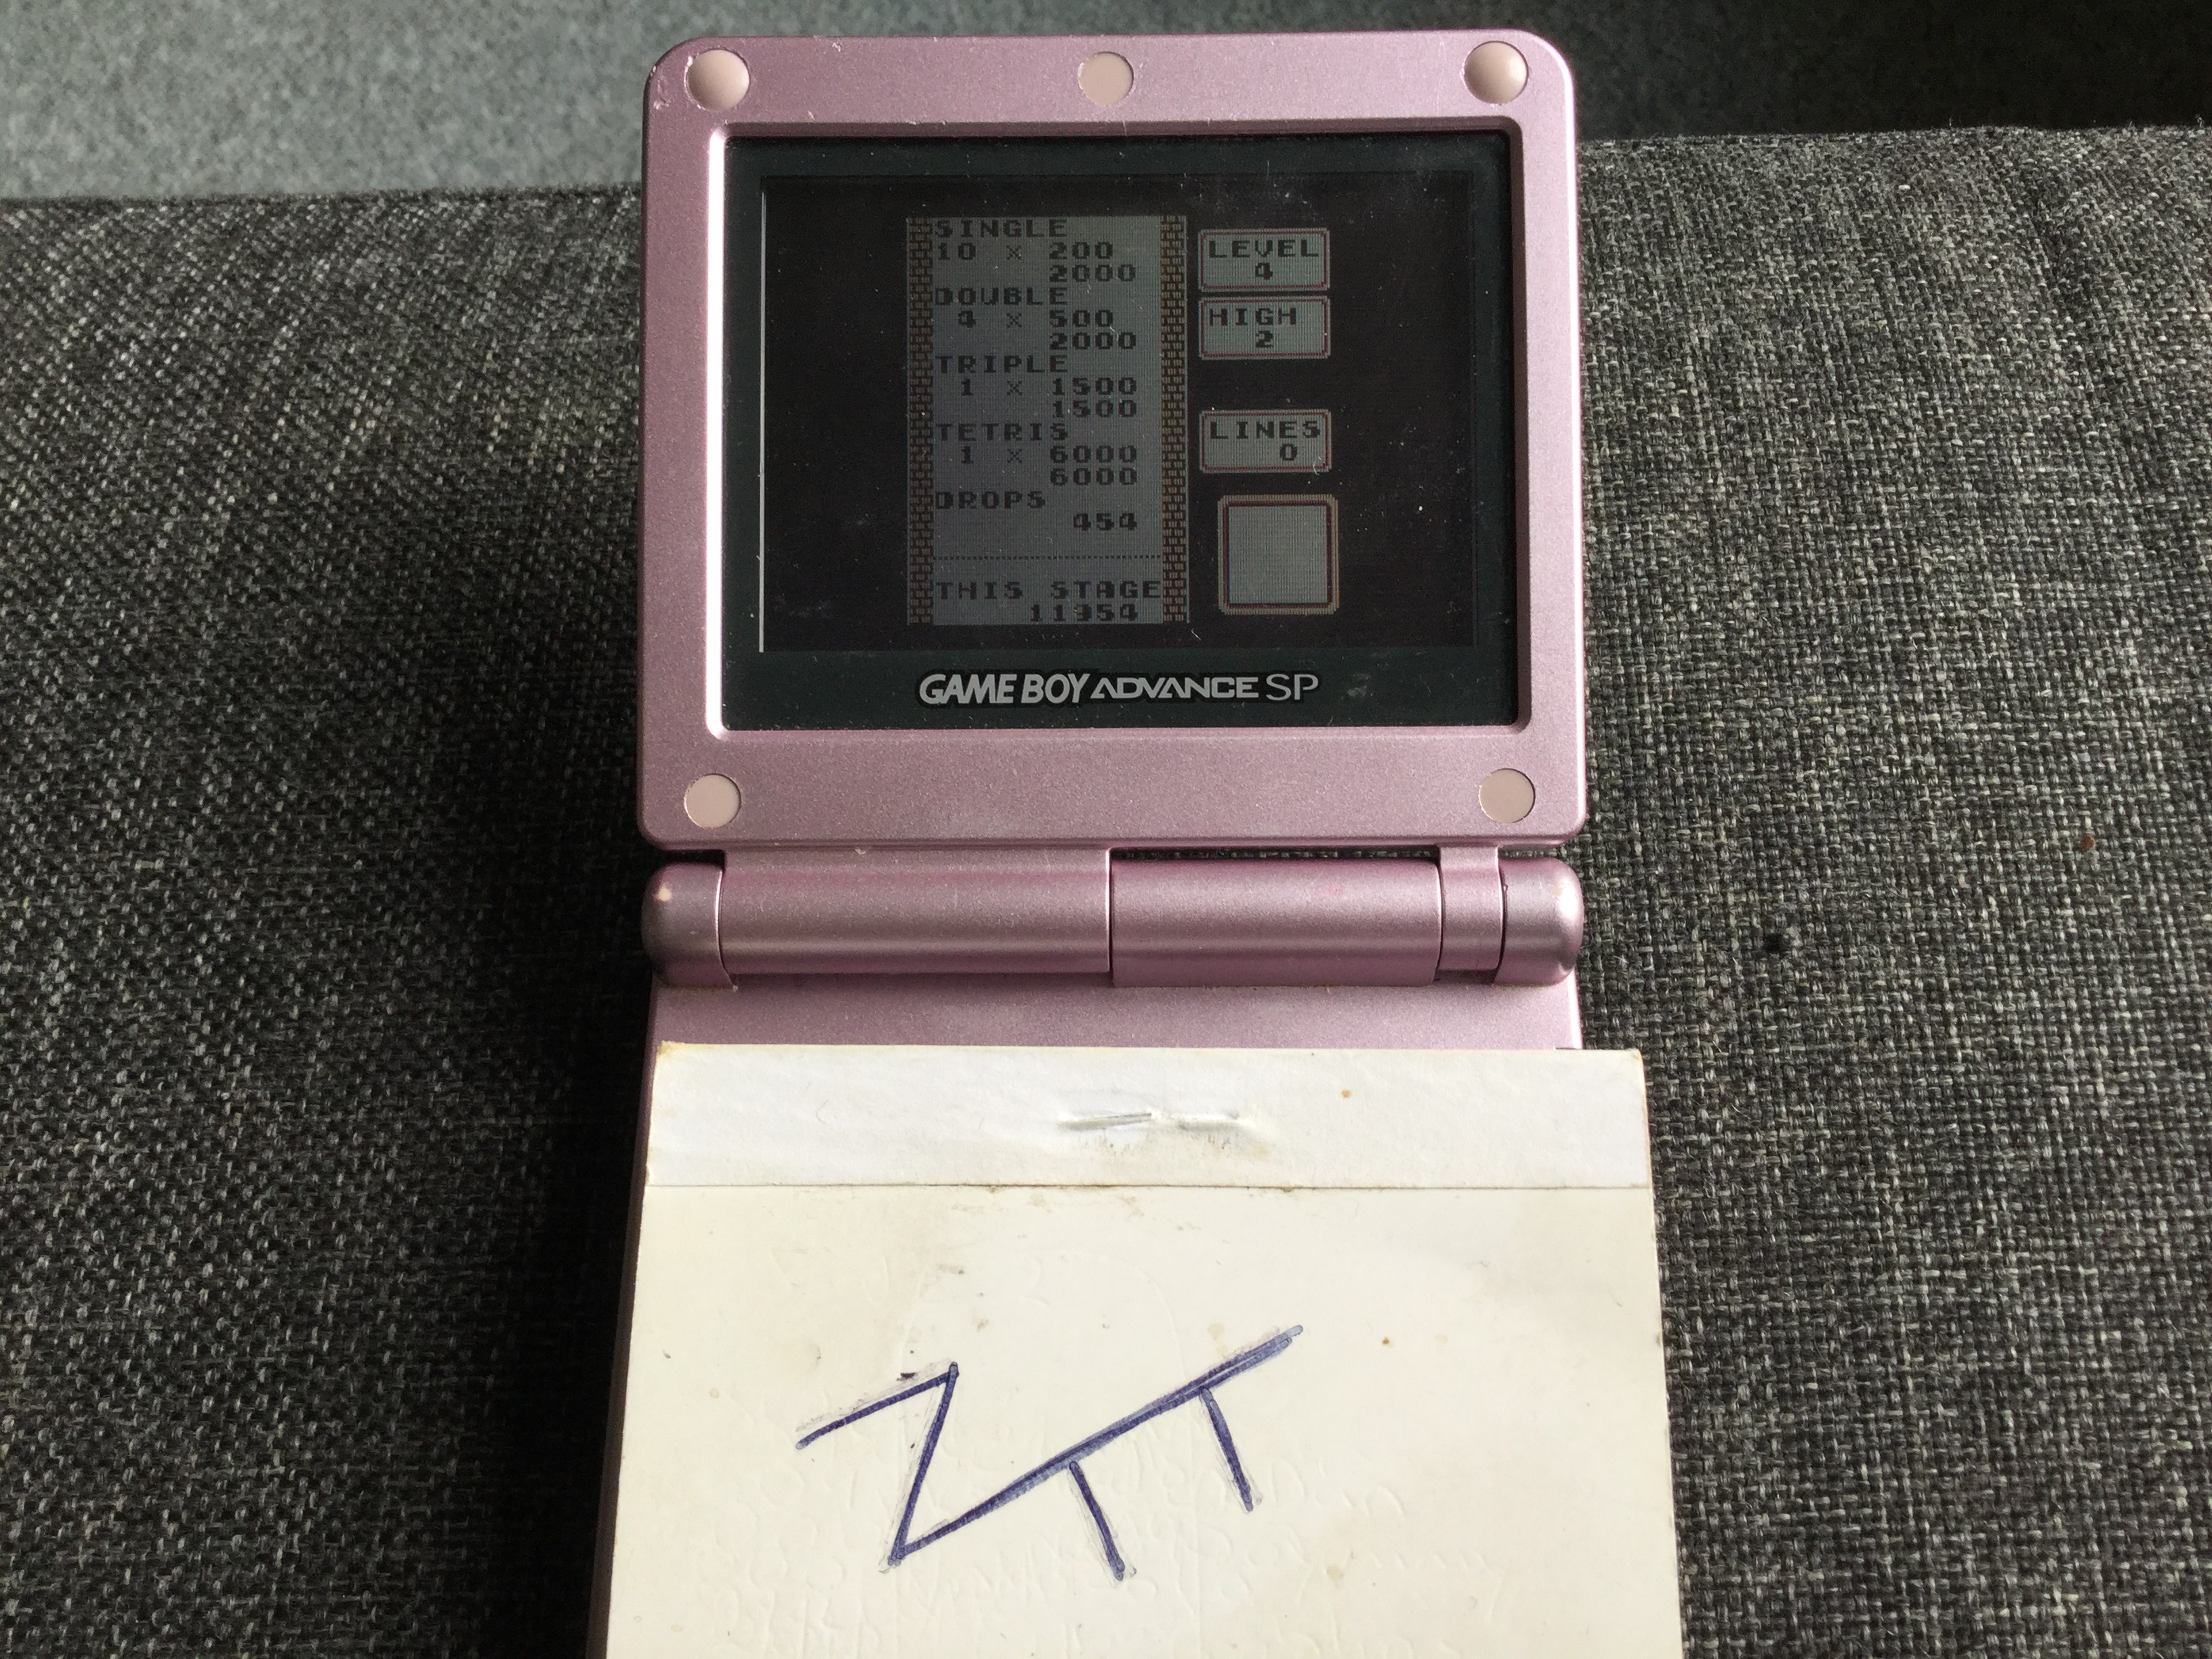 SINGLE
10 × 200
2000
DOUBLE
4 × 500
2000
TRIPLE
1 × 1500
1500
TETRIS
1 × 6000
6000
DROPS
454
THIS STAGE
11954
LEVEL
4
HIGH
2
LINES
0
GAME BOY ADVANCE SP
ZTT